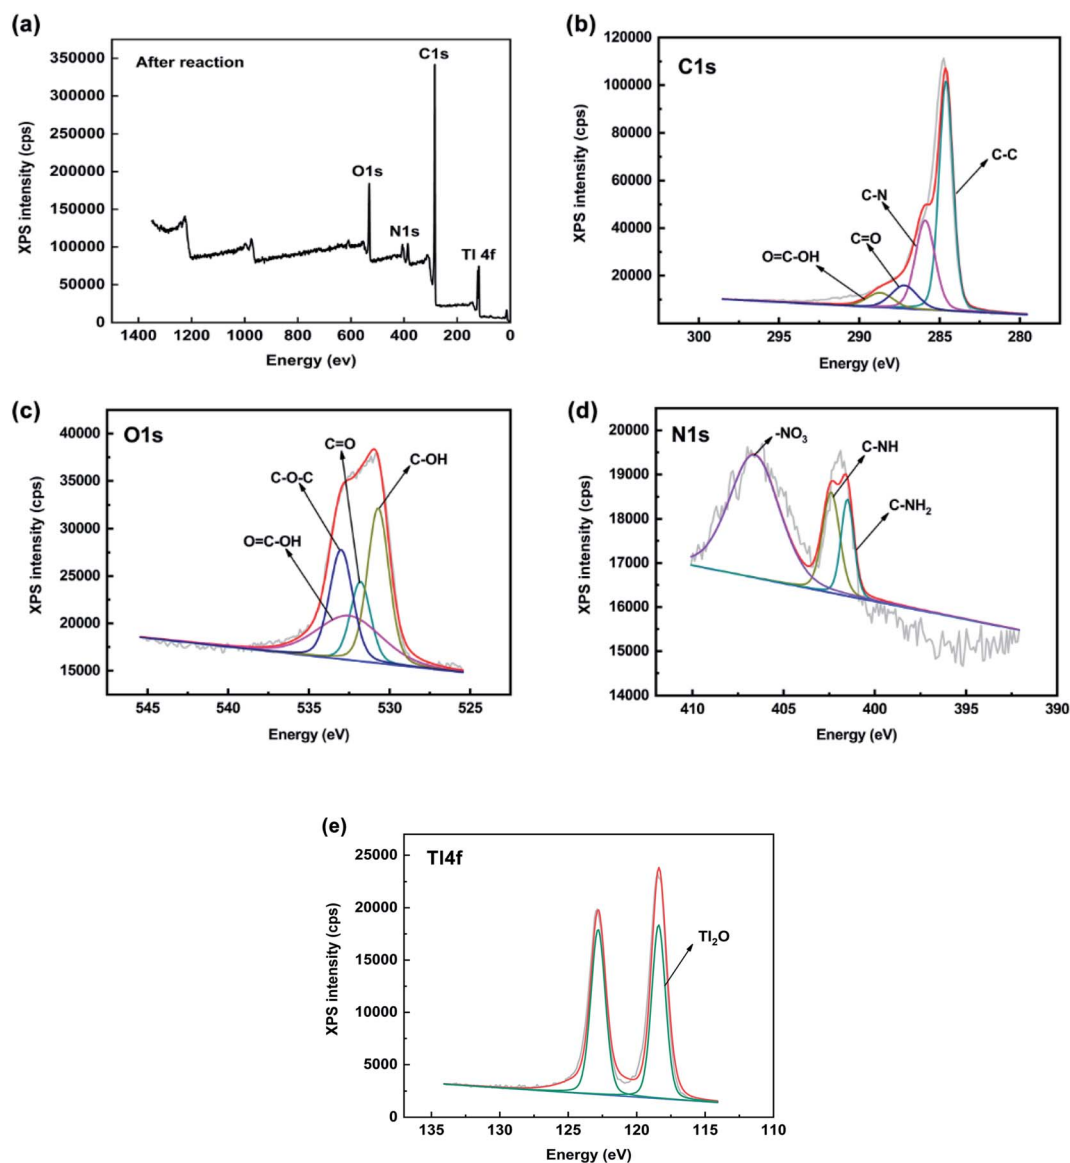 (a)
After reaction
C1s
O1s
N1s
Tl 4f
XPS intensity (cps)
350000
300000
250000
200000
150000
100000
50000
0
1400 1200 1000 800 600 400 200 0
Energy (ev)
(b)
C1s
C-C
C-N
C=O
O=C-OH
XPS intensity (cps)
120000
100000
80000
60000
40000
20000
0
300 295 290 285 280
Energy (eV)
(c)
O1s
C=O
C-OH
C-O-C
O=C-OH
XPS intensity (cps)
40000
35000
30000
25000
20000
15000
545 540 535 530 525
Energy (eV)
(d)
N1s
-NO3
C-NH
C-NH2
XPS intensity (cps)
20000
19000
18000
17000
16000
15000
14000
410 405 400 395 390
Energy (eV)
(e)
Tl4f
Tl2O
XPS intensity (cps)
25000
20000
15000
10000
5000
0
135 130 125 120 115 110
Energy (eV)